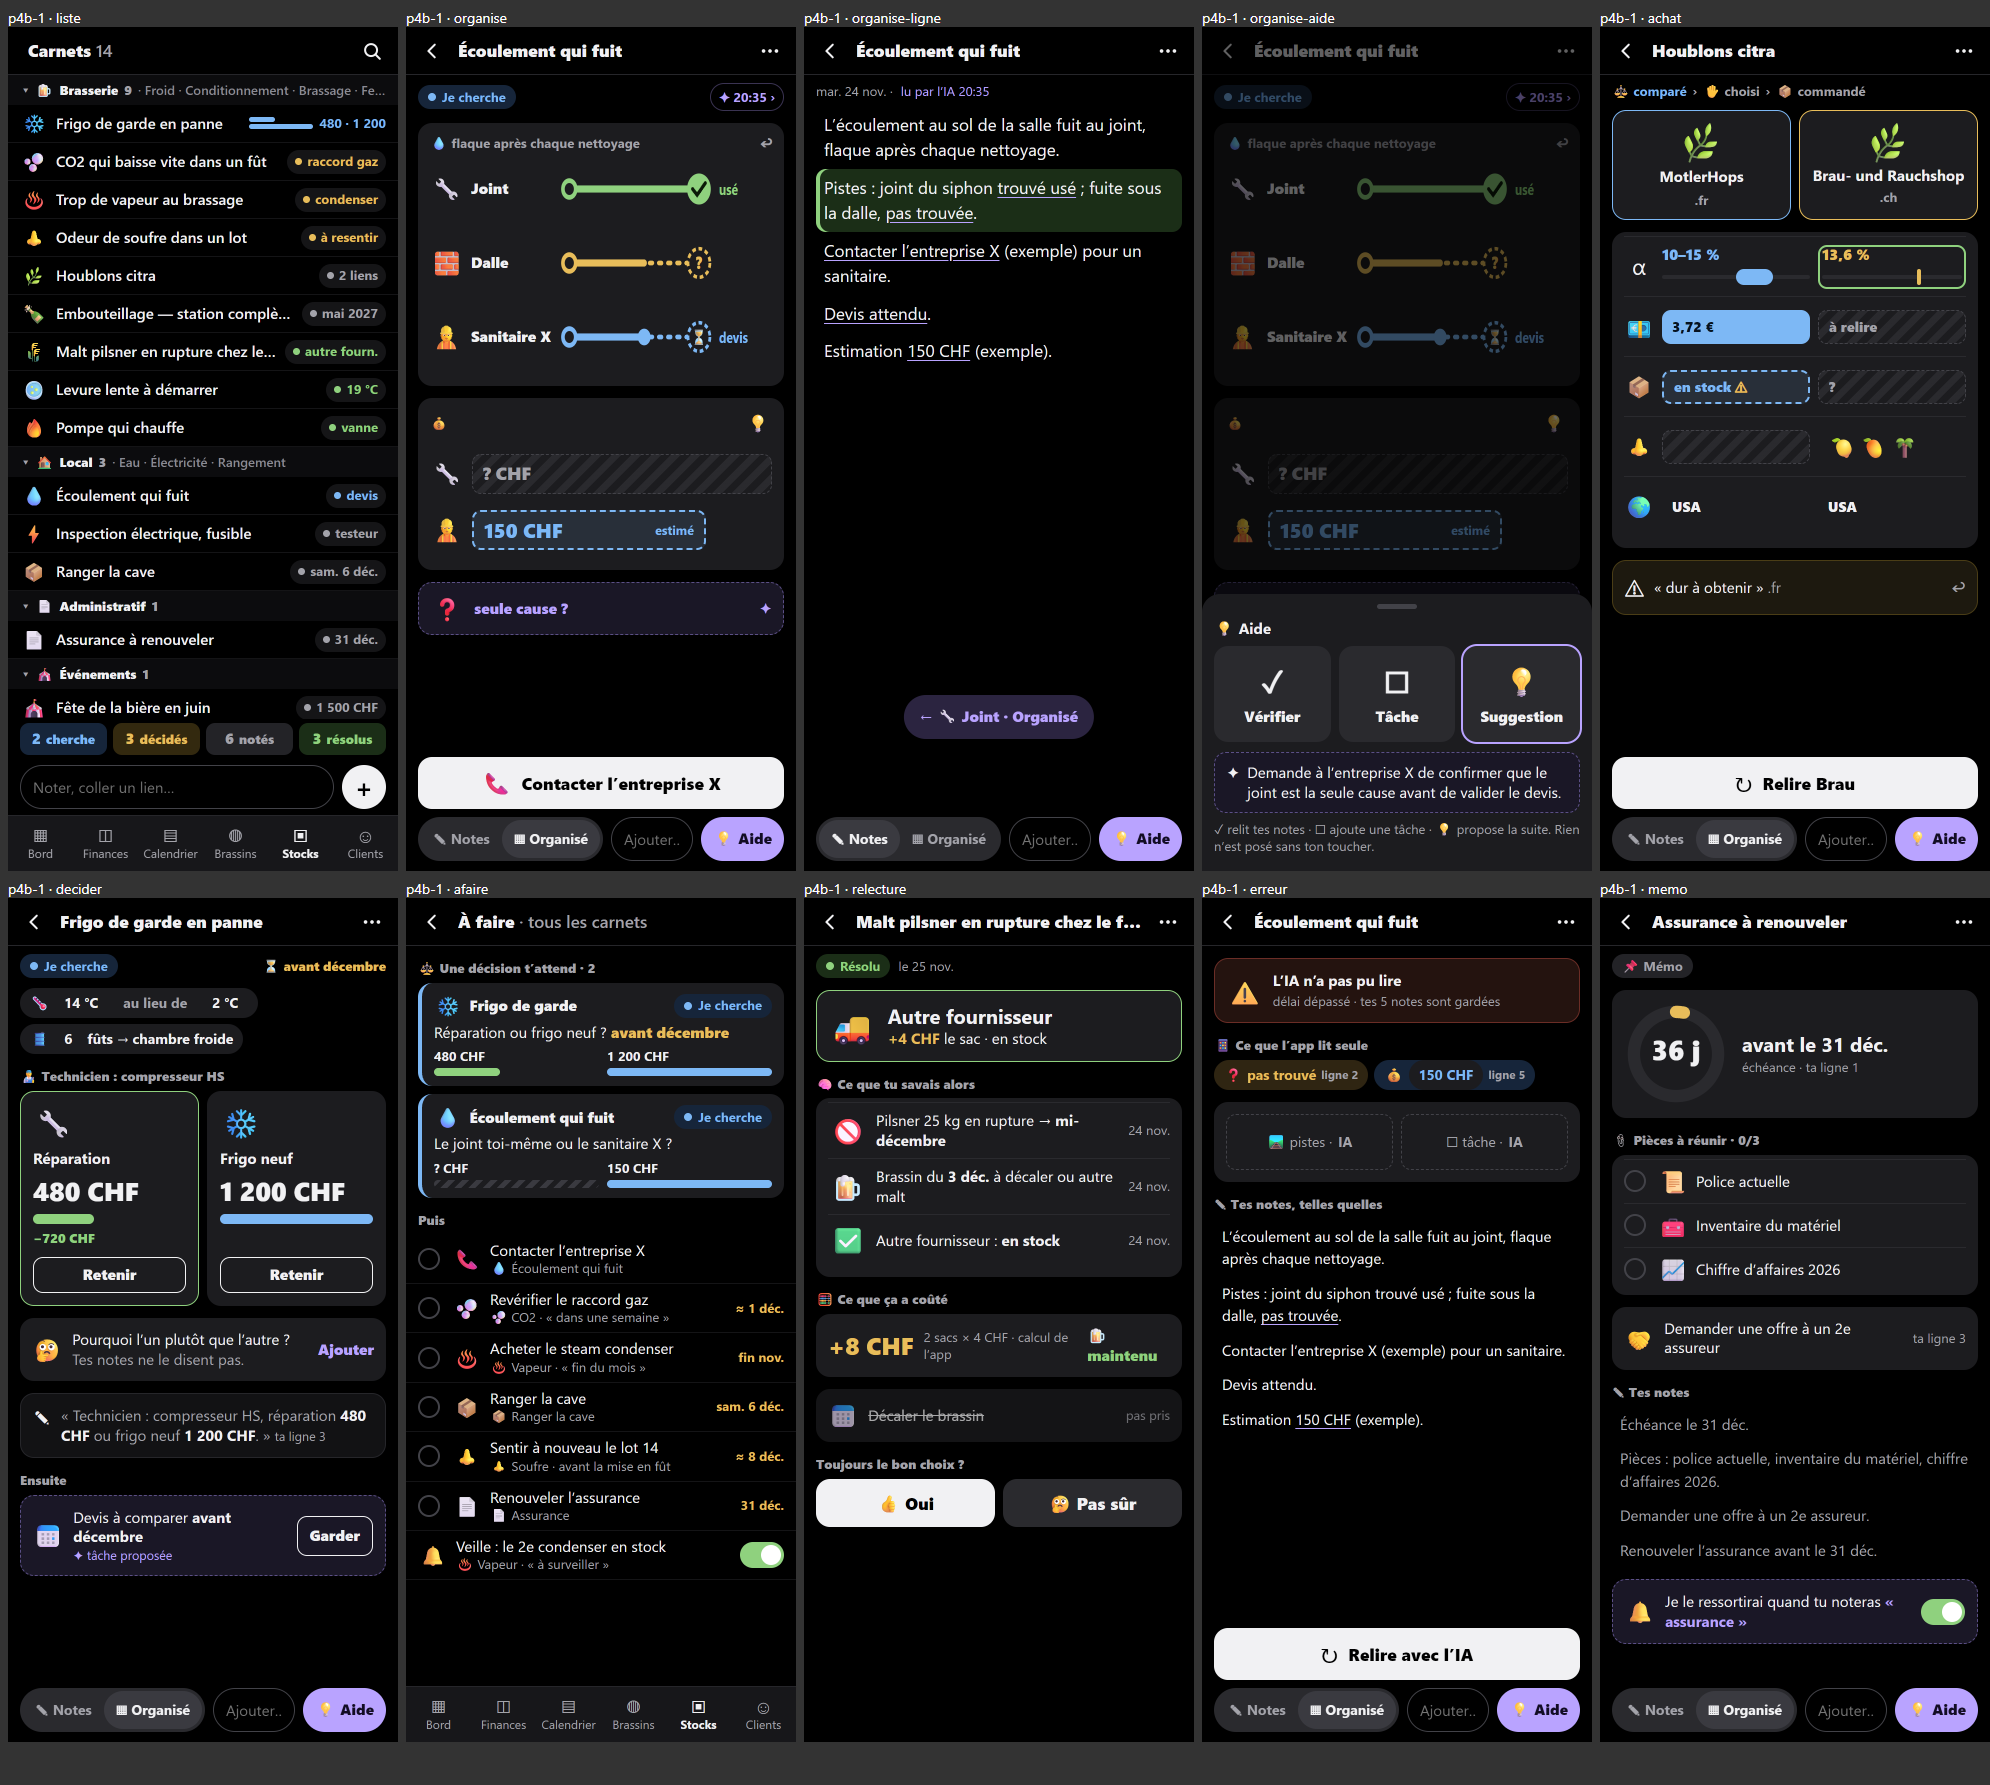 p4b-1 · liste
Carnets 14
Brasserie 9 · Froid · Conditionnement · Brassage · Fe...
Frigo de garde en panne 480 · 1 200
CO2 qui baisse vite dans un fût raccord gaz
Trop de vapeur au brassage condenser
Odeur de soufre dans un lot à resentir
Houblons citra 2 liens
Embouteillage — station complè... mai 2027
Malt pilsner en rupture chez le... autre fourn.
Levure lente à démarrer 19 °C
Pompe qui chauffe vanne
Local 3 · Eau · Électricité · Rangement
Écoulement qui fuit devis
Inspection électrique, fusible testeur
Ranger la cave sam. 6 déc.
Administratif 1
Assurance à renouveler 31 déc.
Événements 1
Fête de la bière en juin 1 500 CHF
2 cherche 3 décidés 6 notés 3 résolus
Noter, coller un lien... +
Bord Finances Calendrier Brassins Stocks Clients
p4b-1 · organise
Écoulement qui fuit
Je cherche 20:35 ›
flaque après chaque nettoyage
Joint usé
Dalle ?
Sanitaire X devis
? CHF
150 CHF estimé
seule cause ?
Contacter l'entreprise X
Notes Organisé Ajouter.. Aide
p4b-1 · organise-ligne
Écoulement qui fuit
mar. 24 nov. · lu par l'IA 20:35
L'écoulement au sol de la salle fuit au joint,
flaque après chaque nettoyage.
Pistes : joint du siphon trouvé usé ; fuite sous
la dalle, pas trouvée.
Contacter l'entreprise X (exemple) pour un
sanitaire.
Devis attendu.
Estimation 150 CHF (exemple).
← Joint · Organisé
Notes Organisé Ajouter.. Aide
p4b-1 · organise-aide
Écoulement qui fuit
Je cherche 20:35 ›
flaque après chaque nettoyage
Joint usé
Dalle ?
Sanitaire X devis
? CHF
150 CHF estimé
Aide
Vérifier Tâche Suggestion
Demande à l'entreprise X de confirmer que le
joint est la seule cause avant de valider le devis.
✓ relit tes notes · ☐ ajoute une tâche · propose la suite. Rien
n'est posé sans ton toucher.
p4b-1 · achat
Houblons citra
comparé › choisi › commandé
MotlerHops
.fr
Brau- und Rauchshop
.ch
α 10–15 % 13,6 %
3,72 € à relire
en stock ?
USA USA
« dur à obtenir » .fr
Relire Brau
Notes Organisé Ajouter.. Aide
p4b-1 · decider
Frigo de garde en panne
Je cherche avant décembre
14 °C au lieu de 2 °C
6 fûts → chambre froide
Technicien : compresseur HS
Réparation
480 CHF
−720 CHF
Retenir
Frigo neuf
1 200 CHF
Retenir
Pourquoi l'un plutôt que l'autre ?
Tes notes ne le disent pas.
Ajouter
« Technicien : compresseur HS, réparation 480
CHF ou frigo neuf 1 200 CHF. » ta ligne 3
Ensuite
Devis à comparer avant
décembre
tâche proposée
Garder
Notes Organisé Ajouter.. Aide
p4b-1 · afaire
À faire · tous les carnets
Une décision t'attend · 2
Frigo de garde Je cherche
Réparation ou frigo neuf ? avant décembre
480 CHF 1 200 CHF
Écoulement qui fuit Je cherche
Le joint toi-même ou le sanitaire X ?
? CHF 150 CHF
Puis
Contacter l'entreprise X
Écoulement qui fuit
Revérifier le raccord gaz ≈ 1 déc.
CO2 · « dans une semaine »
Acheter le steam condenser fin nov.
Vapeur · « fin du mois »
Ranger la cave sam. 6 déc.
Ranger la cave
Sentir à nouveau le lot 14 ≈ 8 déc.
Soufre · avant la mise en fût
Renouveler l'assurance 31 déc.
Assurance
Veille : le 2e condenser en stock
Vapeur · « à surveiller »
Bord Finances Calendrier Brassins Stocks Clients
p4b-1 · relecture
Malt pilsner en rupture chez le f...
Résolu le 25 nov.
Autre fournisseur
+4 CHF le sac · en stock
Ce que tu savais alors
Pilsner 25 kg en rupture → mi-
décembre
24 nov.
Brassin du 3 déc. à décaler ou autre
malt
24 nov.
Autre fournisseur : en stock 24 nov.
Ce que ça a coûté
+8 CHF 2 sacs × 4 CHF · calcul de
l'app
maintenu
Décaler le brassin pas pris
Toujours le bon choix ?
Oui Pas sûr
p4b-1 · erreur
Écoulement qui fuit
L'IA n'a pas pu lire
délai dépassé · tes 5 notes sont gardées
Ce que l'app lit seule
pas trouvé ligne 2 150 CHF ligne 5
pistes · IA ☐ tâche · IA
Tes notes, telles quelles
L'écoulement au sol de la salle fuit au joint, flaque
après chaque nettoyage.
Pistes : joint du siphon trouvé usé ; fuite sous la
dalle, pas trouvée.
Contacter l'entreprise X (exemple) pour un sanitaire.
Devis attendu.
Estimation 150 CHF (exemple).
Relire avec l'IA
Notes Organisé Ajouter.. Aide
p4b-1 · memo
Assurance à renouveler
Mémo
36 j
avant le 31 déc.
échéance · ta ligne 1
Pièces à réunir · 0/3
Police actuelle
Inventaire du matériel
Chiffre d'affaires 2026
Demander une offre à un 2e
assureur
ta ligne 3
Tes notes
Échéance le 31 déc.
Pièces : police actuelle, inventaire du matériel, chiffre
d'affaires 2026.
Demander une offre à un 2e assureur.
Renouveler l'assurance avant le 31 déc.
Je le ressortirai quand tu noteras «
assurance »
Notes Organisé Ajouter.. Aide